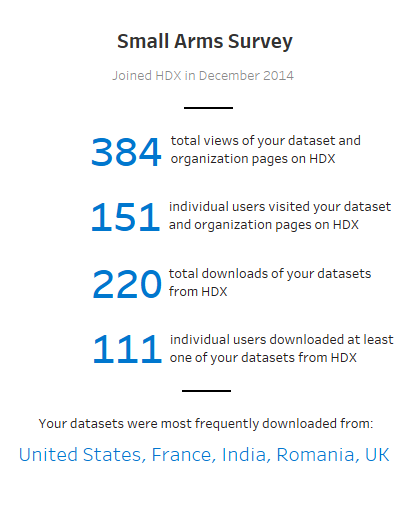 Small Arms Survey
Joined HDX in December 2014
384 total views of your dataset and
organization pages on HDX
151 individual users visited your dataset
and organization pages on HDX
220 total downloads of your datasets
from HDX
111 individual users downloaded at least
one of your datasets from HDX
Your datasets were most frequently downloaded from:
United States, France, India, Romania, UK